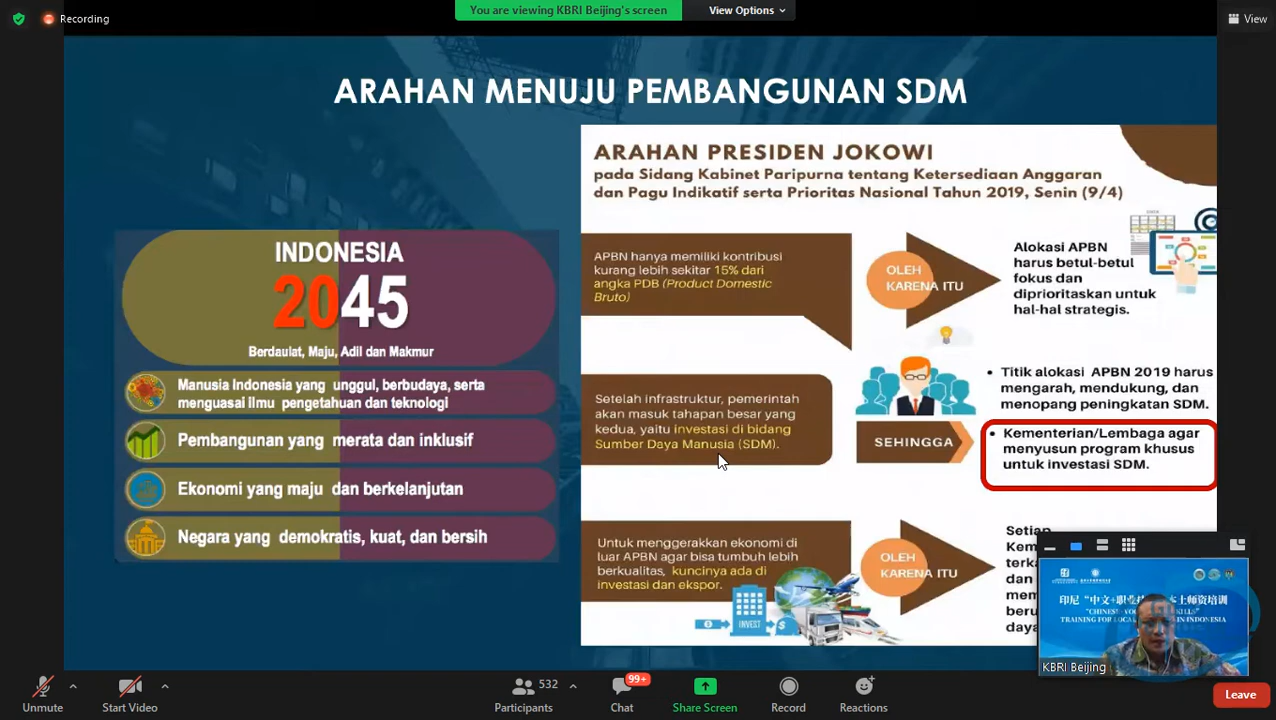 Recording
You are viewing KBRI Beijing's screen
View Options
View
ARAHAN MENUJU PEMBANGUNAN SDM
INDONESIA
2045
Berdaulat, Maju, Adil dan Makmur
Manusia Indonesia yang unggul, berbudaya, serta
menguasai ilmu pengetahuan dan teknologi
Pembangunan yang merata dan inklusif
Ekonomi yang maju dan berkelanjutan
Negara yang demokratis, kuat, dan bersih
ARAHAN PRESIDEN JOKOWI
pada Sidang Kabinet Paripurna tentang Ketersediaan Anggaran
dan Pagu Indikatif serta Prioritas Nasional Tahun 2019, Senin (9/4)
APBN hanya memiliki kontribusi
kurang lebih sekitar 15% dari
angka PDB (Product Domestic
Bruto)
OLEH
KARENA ITU
Alokasi APBN
harus betul-betul
fokus dan
diprioritaskan untuk
hal-hal strategis.
Setelah infrastruktur, pemerintah
akan masuk tahapan besar yang
kedua, yaitu investasi di bidang
Sumber Daya Manusia (SDM).
SEHINGGA
• Titik alokasi APBN 2019 harus
mengarah, mendukung, dan
menopang peningkatan SDM.
• Kementerian/Lembaga agar
menyusun program khusus
untuk investasi SDM.
Untuk menggerakkan ekonomi di
luar APBN agar bisa tumbuh lebih
berkualitas, kuncinya ada di
investasi dan ekspor.
INVEST
OLEH
KARENA ITU
Setiap
dan
KBRI Beijing
Unmute
Start Video
532
Participants
99+
Chat
Share Screen
Record
Reactions
Leave